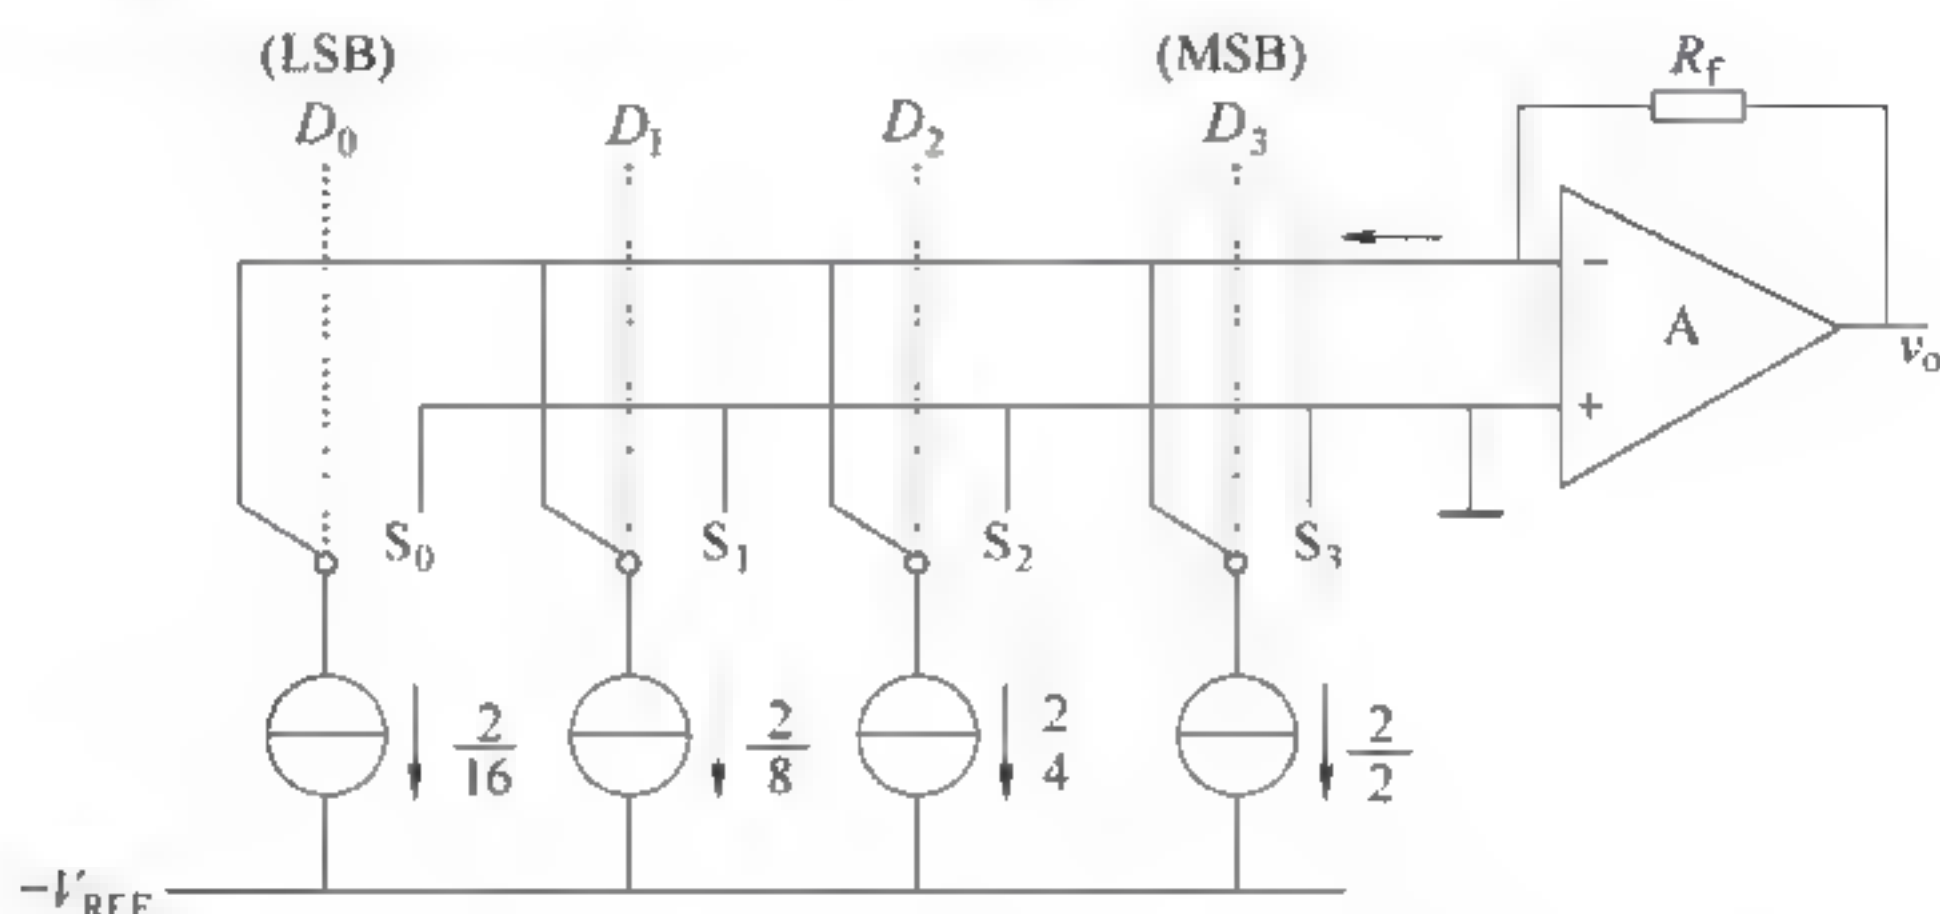 (LSB) (MSB) R_f
D_0 D_1 D_2 D_3
− A
+ v_o
S_0 S_1 S_2 S_3
2/16 2/8 2 4 2/2
−V_REF